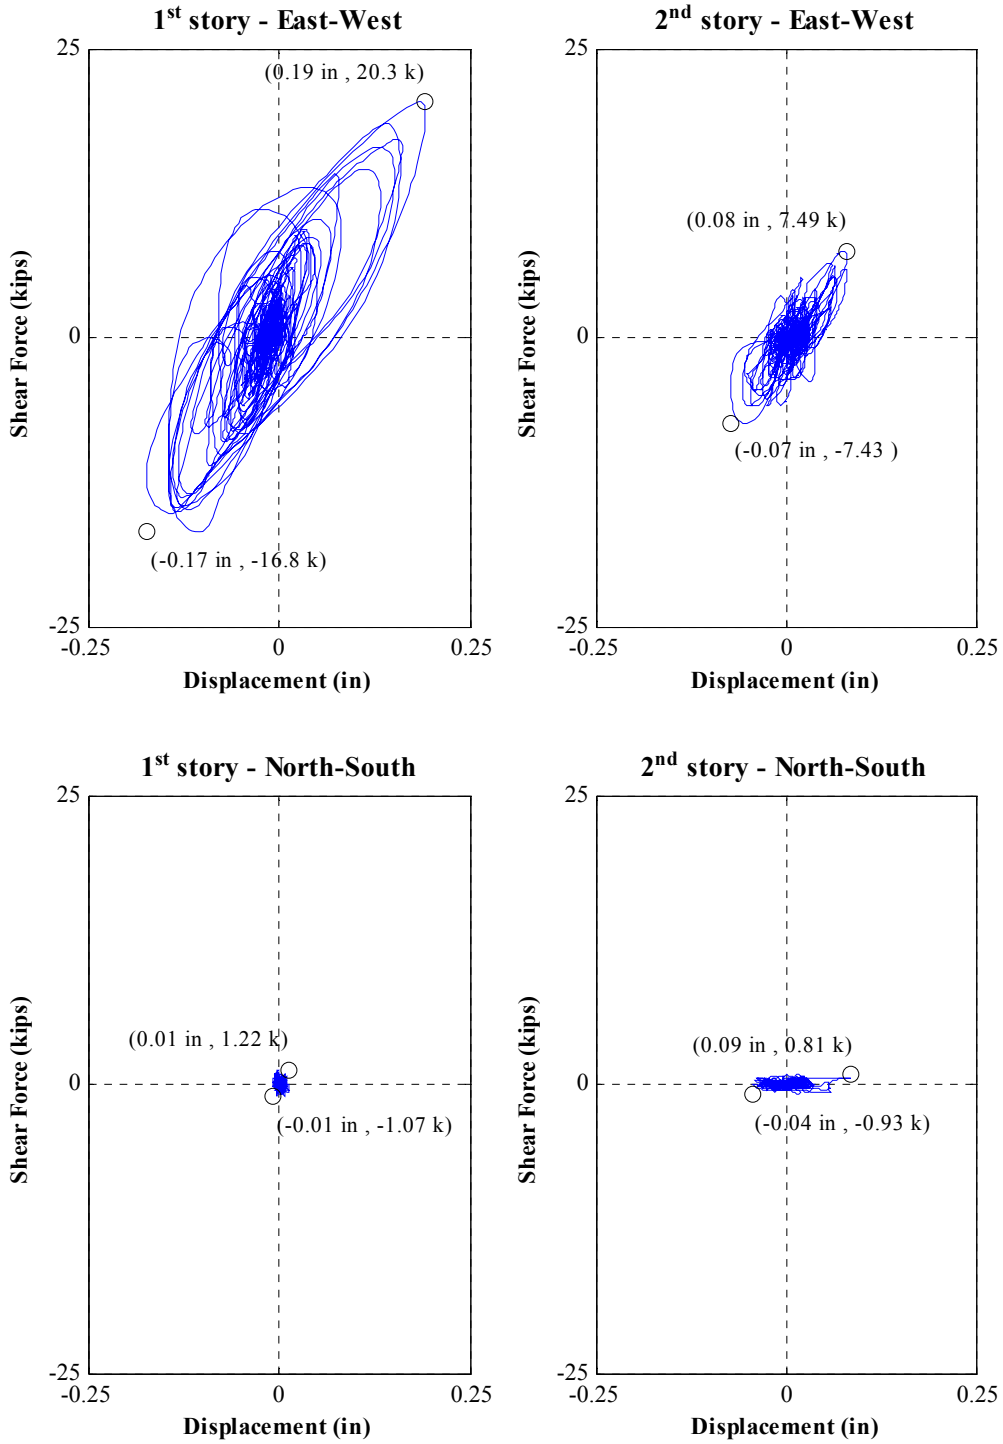 1st story - East-West
25
(0.19 in , 20.3 k)
0
(-0.17 in , -16.8 k)
-25
-0.25 0 0.25
Displacement (in)
Shear Force (kips)
2nd story - East-West
25
(0.08 in , 7.49 k)
0
(-0.07 in , -7.43 )
-25
-0.25 0 0.25
Displacement (in)
Shear Force (kips)
1st story - North-South
25
(0.01 in , 1.22 k)
0
(-0.01 in , -1.07 k)
-25
-0.25 0 0.25
Displacement (in)
Shear Force (kips)
2nd story - North-South
25
(0.09 in , 0.81 k)
0
(-0.04 in , -0.93 k)
-25
-0.25 0 0.25
Displacement (in)
Shear Force (kips)